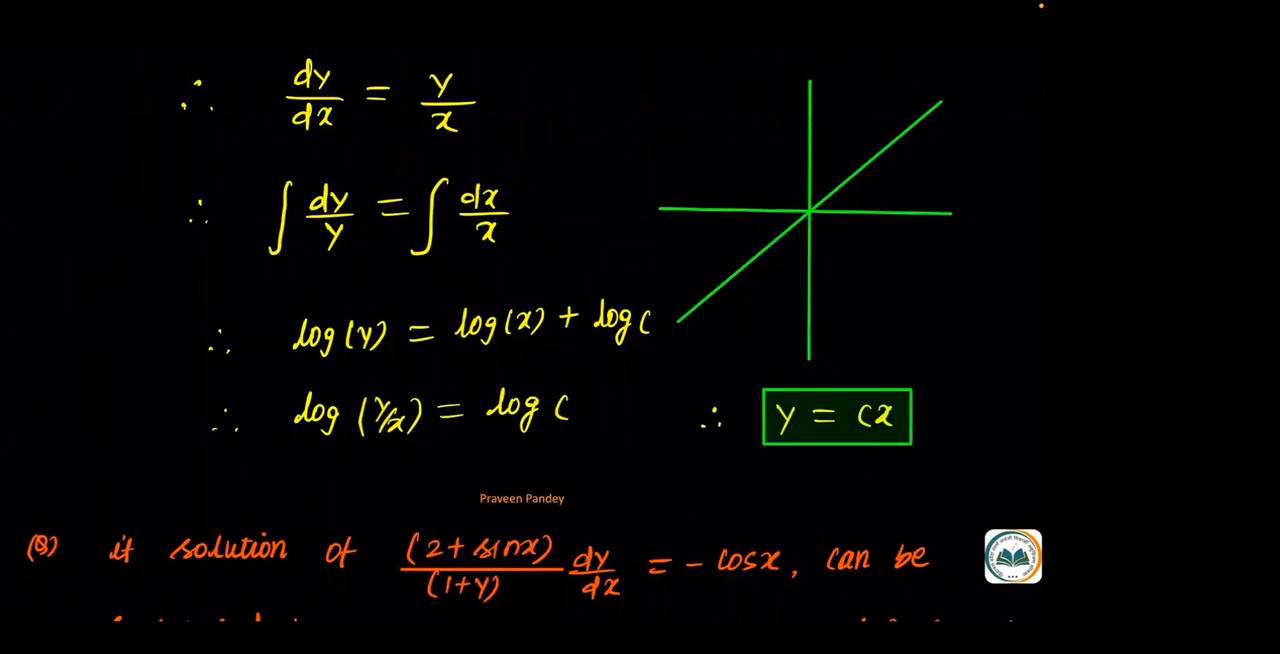 ∴ dy/dx = y/x
∴ ∫ dy/y = ∫ dx/x
∴ log(y) = log(x) + log c
∴ log (y/x) = log c ∴ y = cx
Praveen Pandey
(Q) if solution of (2 + sinx)/(1+y) dy/dx = - cosx, can be